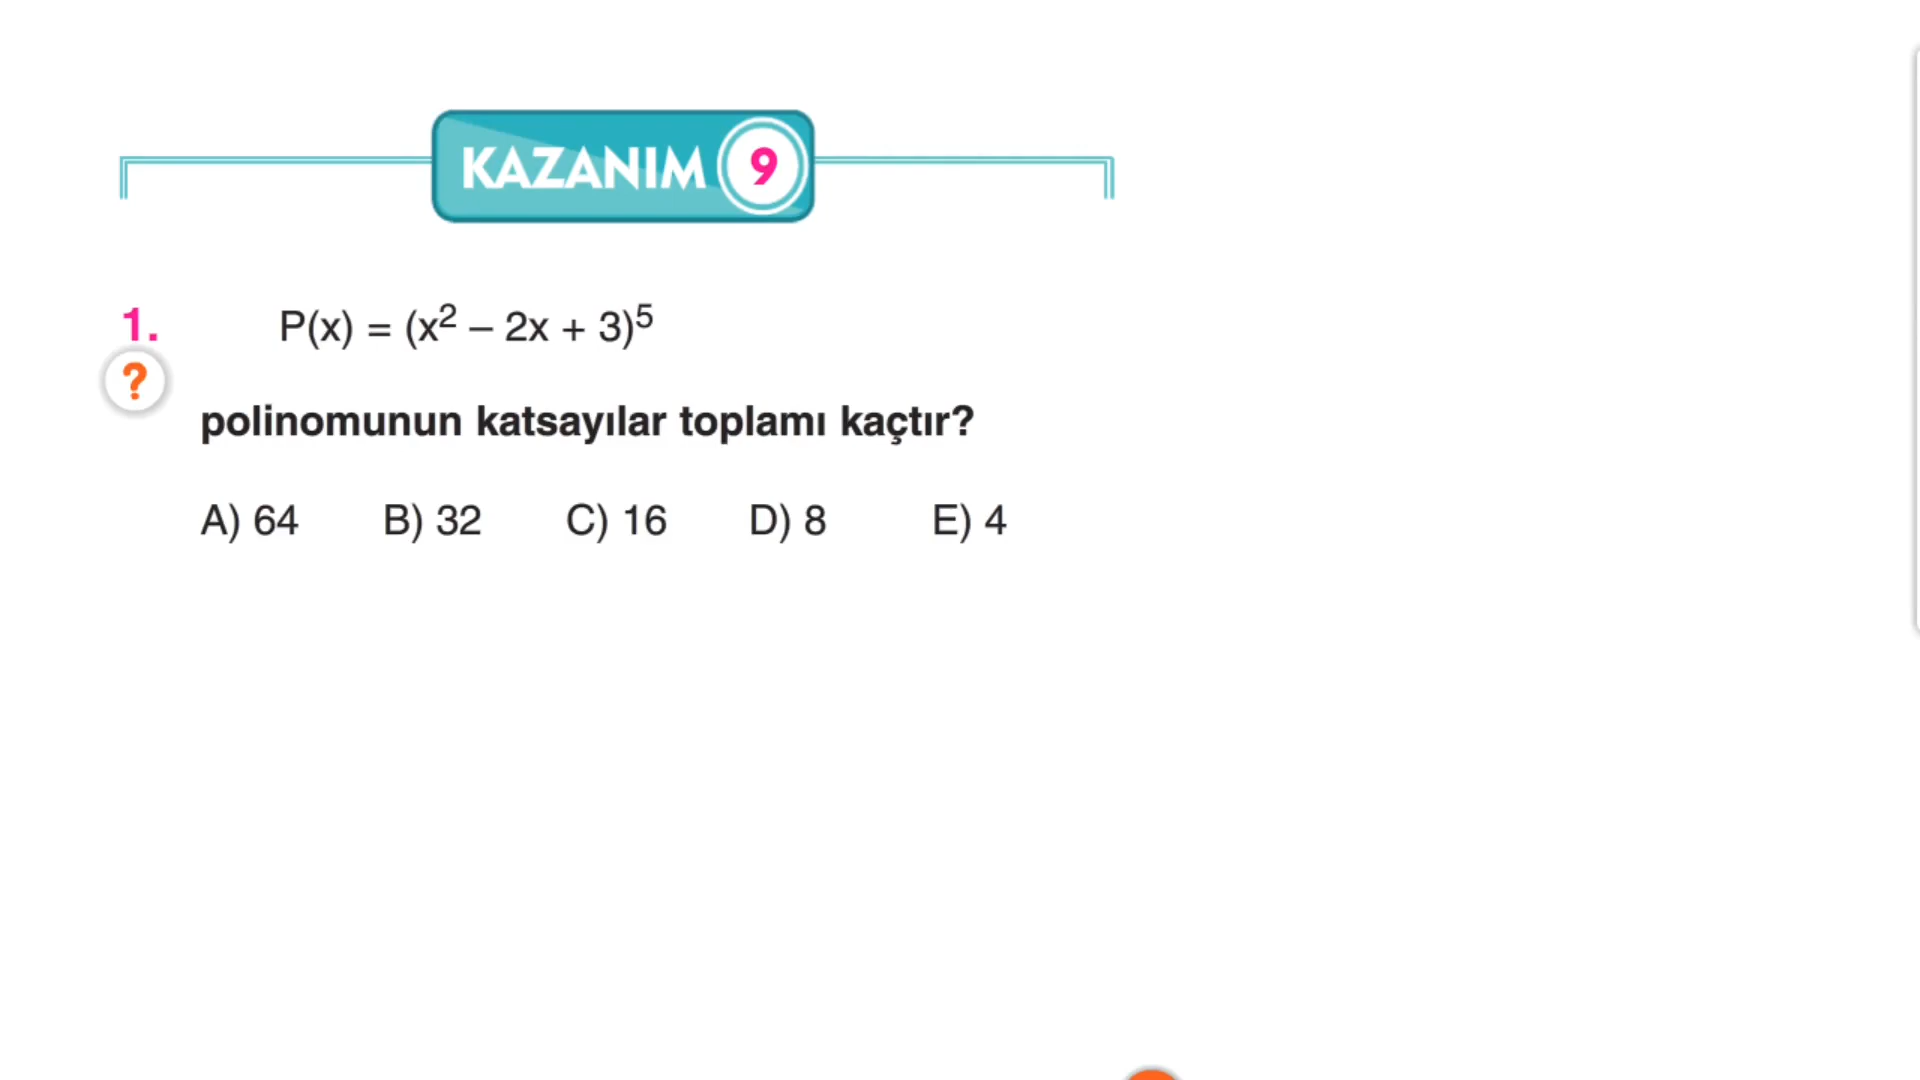 KAZANIM 9
1. P(x) = (x² – 2x + 3)⁵
?
polinomunun katsayılar toplamı kaçtır?
A) 64 B) 32 C) 16 D) 8 E) 4